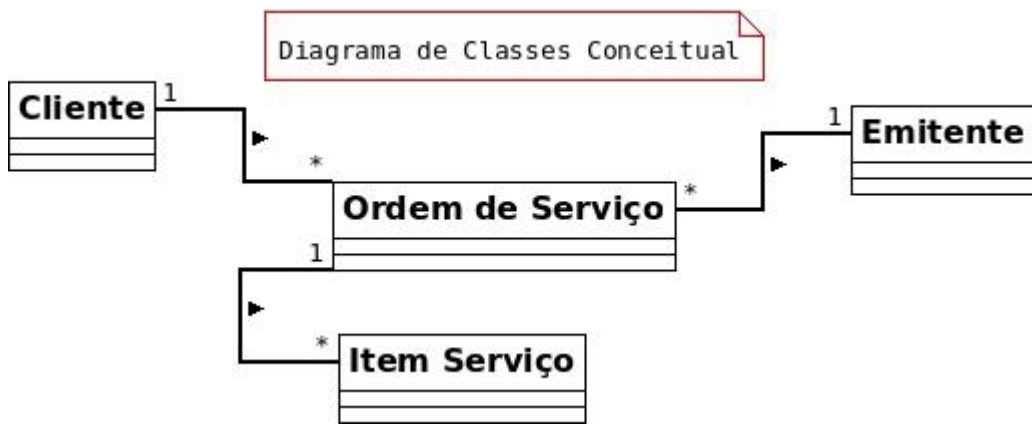 Diagrama de Classes Conceitual
Cliente
1
*
1
Emitente
*
Ordem de Serviço
1
*
Item Serviço